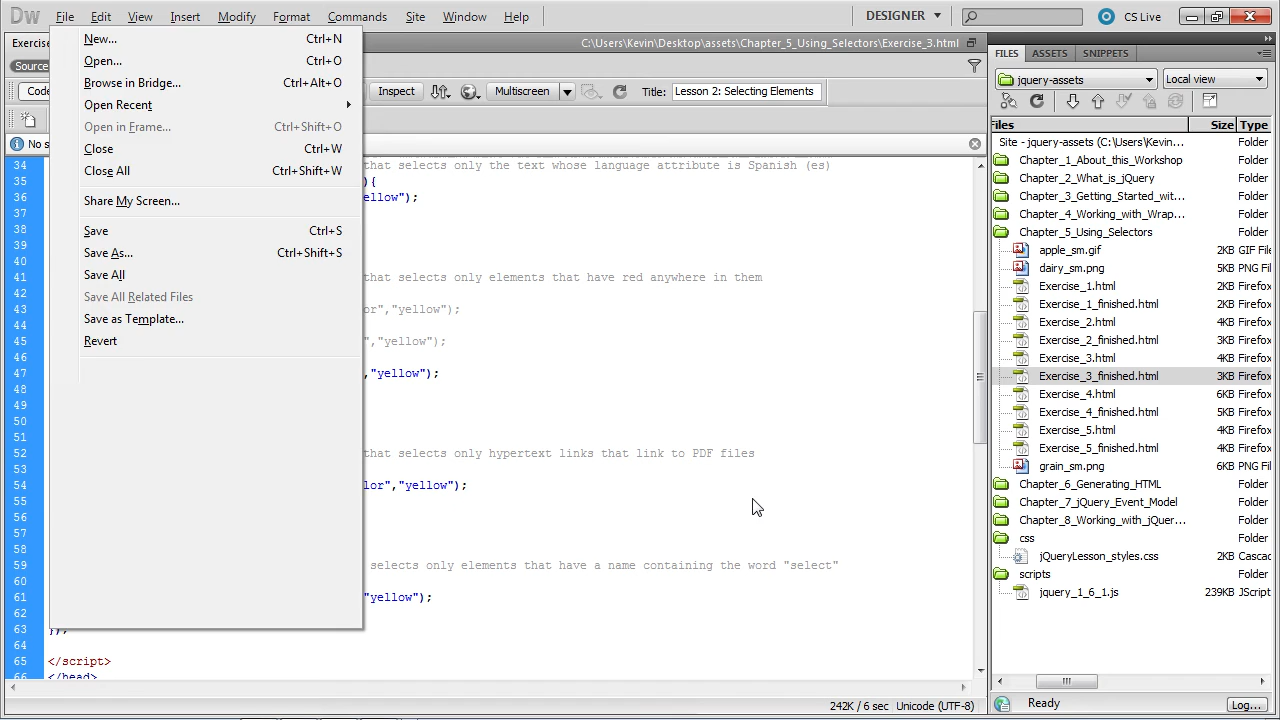 Dw File Edit View Insert Modify Format Commands Site Window Help DESIGNER CS Live
Exercise C:\Users\Kevin\Desktop\assets\Chapter_5_Using_Selectors\Exercise_3.html
Source
Code Inspect Multiscreen Title: Lesson 2: Selecting Elements
No s
New... Ctrl+N
Open... Ctrl+O
Browse in Bridge... Ctrl+Alt+O
Open Recent
Open in Frame... Ctrl+Shift+O
Close Ctrl+W
Close All Ctrl+Shift+W
Share My Screen...
Save Ctrl+S
Save As... Ctrl+Shift+S
Save All
Save All Related Files
Save as Template...
Revert
34 that selects only the text whose language attribute is Spanish (es)
35 ){
36 ellow");
37
38
39
40
41 that selects only elements that have red anywhere in them
42
43 or","yellow");
44
45 ","yellow");
46
47 ,"yellow");
48
49
50
51
52 that selects only hypertext links that link to PDF files
53
54 lor","yellow");
55
56
57
58
59 selects only elements that have a name containing the word "select"
60
61 "yellow");
62
63 });
64
65 </script>
66 </head>
242K / 6 sec Unicode (UTF-8)
FILES ASSETS SNIPPETS
jquery-assets Local view
Files Size Type
Site - jquery-assets (C:\Users\Kevin... Folder
Chapter_1_About_this_Workshop Folder
Chapter_2_What_is_jQuery Folder
Chapter_3_Getting_Started_wit... Folder
Chapter_4_Working_with_Wrap... Folder
Chapter_5_Using_Selectors Folder
apple_sm.gif 2KB GIF Fil
dairy_sm.png 5KB PNG Fi
Exercise_1.html 2KB Firefox
Exercise_1_finished.html 2KB Firefox
Exercise_2.html 4KB Firefox
Exercise_2_finished.html 3KB Firefox
Exercise_3.html 4KB Firefox
Exercise_3_finished.html 3KB Firefox
Exercise_4.html 6KB Firefox
Exercise_4_finished.html 5KB Firefox
Exercise_5.html 4KB Firefox
Exercise_5_finished.html 4KB Firefox
grain_sm.png 6KB PNG Fi
Chapter_6_Generating_HTML Folder
Chapter_7_jQuery_Event_Model Folder
Chapter_8_Working_with_jQuer... Folder
css Folder
jQueryLesson_styles.css 2KB Cascac
scripts Folder
jquery_1_6_1.js 239KB JScript
Ready Log...